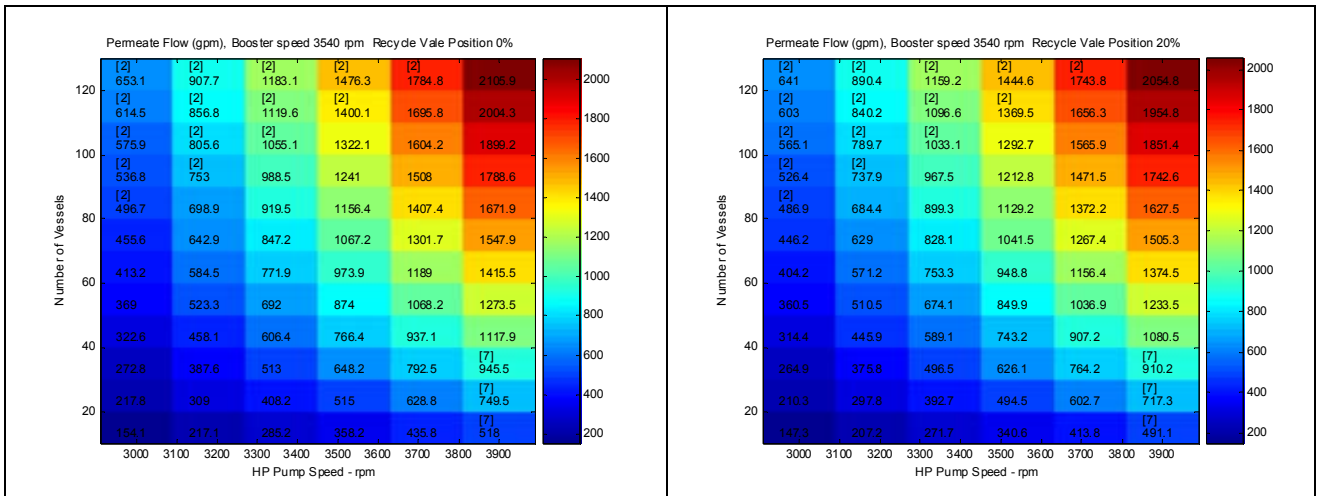 Permeate Flow (gpm), Booster speed 3540 rpm Recycle Vale Position 0%
[2] [2] [2] [2] [2]
120 653.1 907.7 1183.1 1476.3 1784.8 2105.9 2000
[2] [2] [2] [2]
614.5 856.8 1119.6 1400.1 1695.8 2004.3 1800
[2] [2] [2]
100 575.9 805.6 1055.1 1322.1 1604.2 1899.2 1600
[2] [2]
536.8 753 988.5 1241 1508 1788.6
[2]
80 496.7 698.9 919.5 1156.4 1407.4 1671.9 1400
455.6 642.9 847.2 1067.2 1301.7 1547.9 1200
60 413.2 584.5 771.9 973.9 1189 1415.5 1000
369 523.3 692 874 1068.2 1273.5
40 322.6 458.1 606.4 766.4 937.1 1117.9 800
[7]
272.8 387.6 513 648.2 792.5 945.5 600
[7]
20 309 408.2 515 628.8 749.5 400
[7]
217.1 285.2 358.2 435.8 518 200
3000 3100 3200 3300 3400 3500 3600 3700 3800 3900
HP Pump Speed - rpm
Number of Vessels
Permeate Flow (gpm), Booster speed 3540 rpm Recycle Vale Position 20%
[2] [2] [2] [2] [2]
120 641 890.4 1159.2 1444.6 1743.8 2054.8 2000
[2] [2] [2] [2]
603 840.2 1096.6 1369.5 1656.3 1954.8 1800
[2] [2] [2]
100 565.1 789.7 1033.1 1292.7 1565.9 1851.4 1600
[2] [2]
526.4 737.9 967.5 1212.8 1471.5 1742.6
[2]
80 486.9 684.4 899.3 1129.2 1372.2 1627.5 1400
446.2 629 828.1 1041.5 1267.4 1505.3 1200
60 404.2 571.2 753.3 948.8 1156.4 1374.5 1000
360.5 510.5 674.1 849.9 1036.9 1233.5
40 314.4 445.9 589.1 743.2 907.2 1080.5 800
[7]
264.9 375.8 496.5 626.1 764.2 910.2 600
[7]
20 210.3 297.8 392.7 494.5 602.7 717.3 400
[7]
147.3 207.2 271.7 340.6 413.8 491.1 200
3000 3100 3200 3300 3400 3500 3600 3700 3800 3900
HP Pump Speed - rpm
Number of Vessels